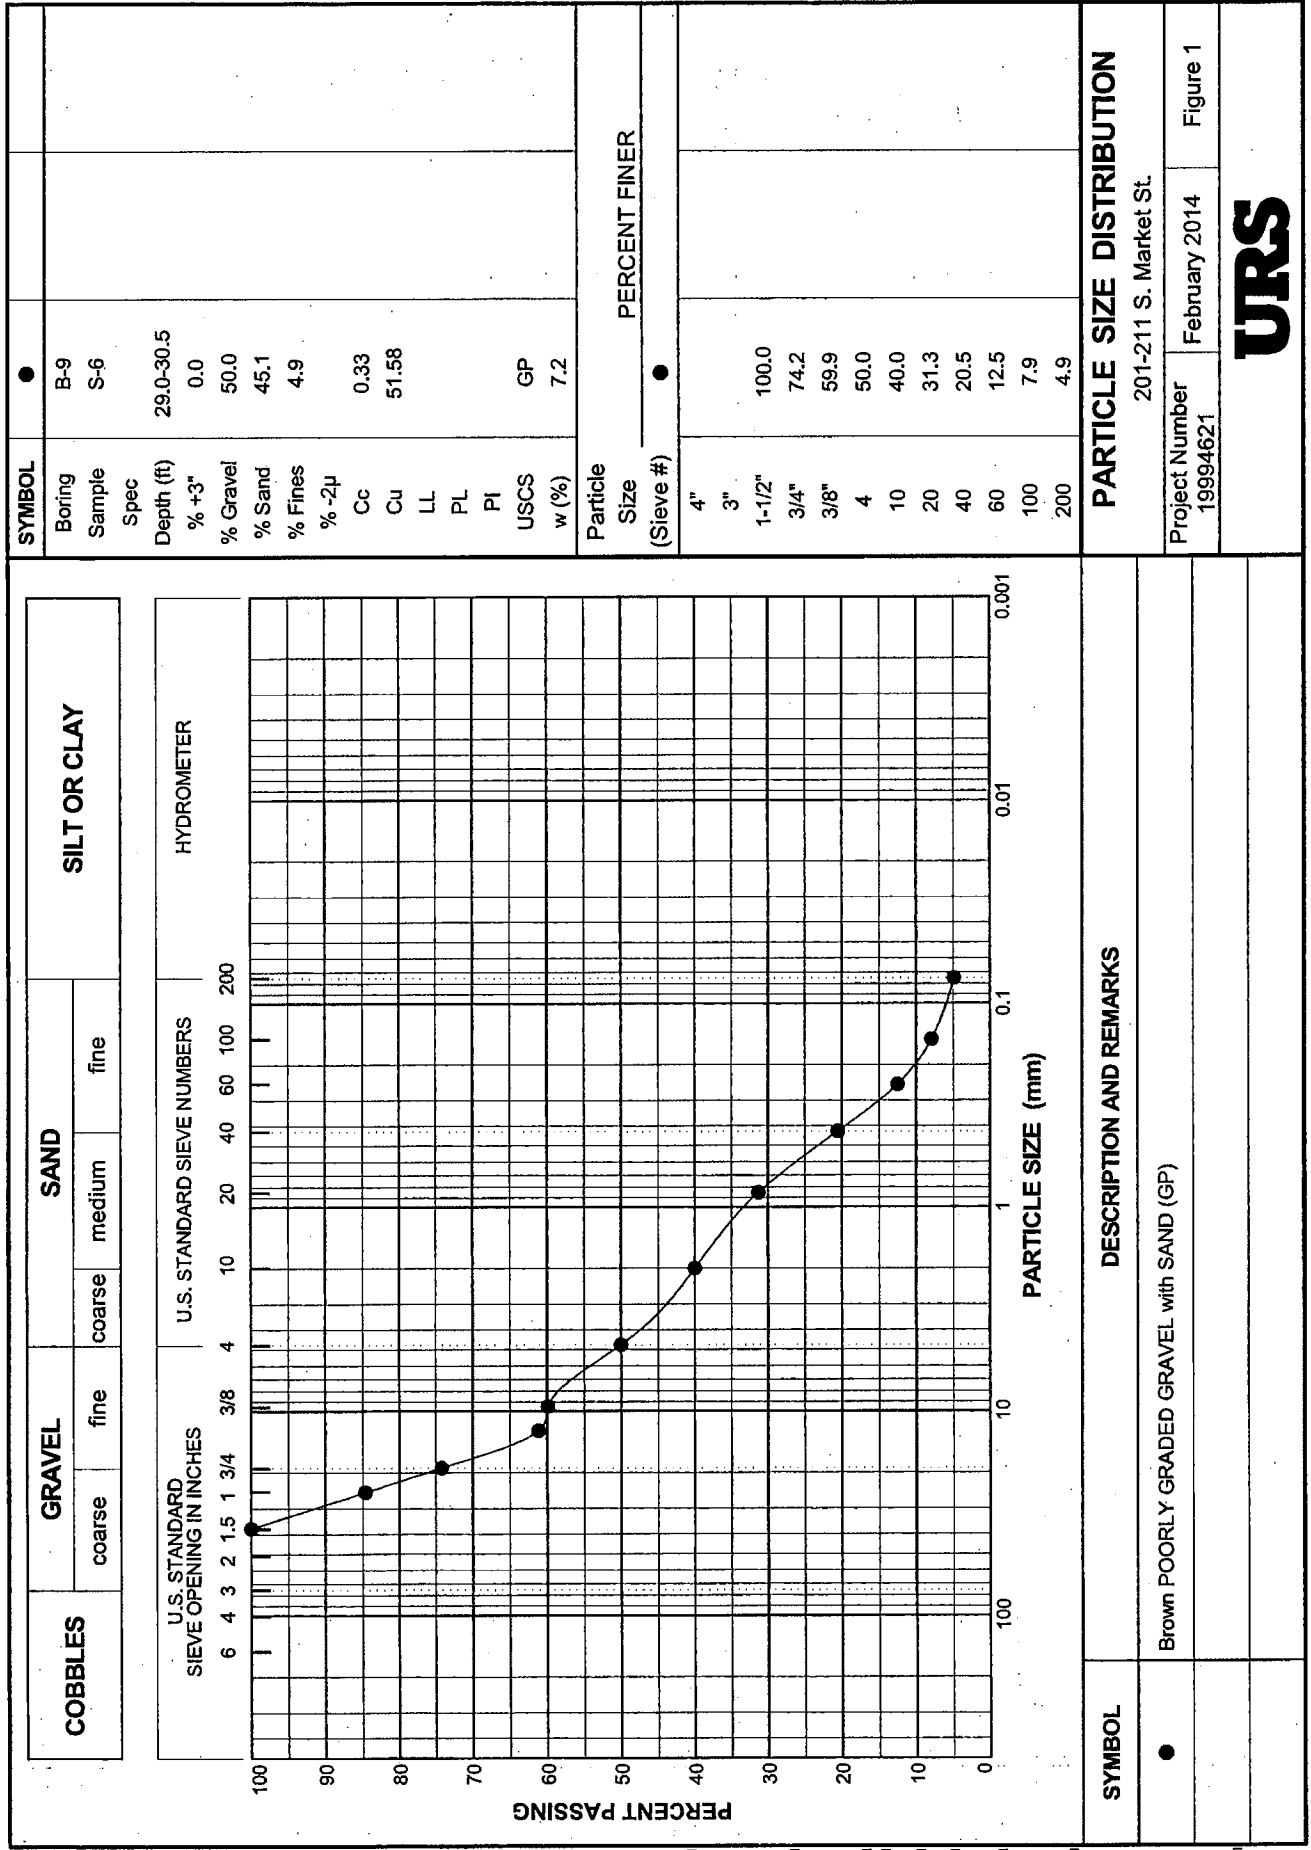 COBBLES
GRAVEL
SAND
SILT OR CLAY
coarse
fine
coarse
medium
fine
U.S. STANDARD
SIEVE OPENING IN INCHES
U.S. STANDARD SIEVE NUMBERS
HYDROMETER
6 4 3 2 1.5 1 3/4 3/8 4 10 20 40 60 100 200
PERCENT PASSING
100
90
80
70
60
50
40
30
20
10
0
100 10 1 0.1 0.01 0.001
PARTICLE SIZE (mm)
SYMBOL ●
Boring B-9
Sample S-6
Spec
Depth (ft) 29.0-30.5
% +3" 0.0
% Gravel 50.0
% Sand 45.1
% Fines 4.9
% -2µ
Cc 0.33
Cu 51.58
LL
PL
PI
USCS GP
w (%) 7.2
Particle
Size
(Sieve #)
PERCENT FINER
●
4"
3"
1-1/2" 100.0
3/4" 74.2
3/8" 59.9
4 50.0
10 40.0
20 31.3
40 20.5
60 12.5
100 7.9
200 4.9
SYMBOL
DESCRIPTION AND REMARKS
● Brown POORLY GRADED GRAVEL with SAND (GP)
PARTICLE SIZE DISTRIBUTION
201-211 S. Market St.
Project Number
19994621
February 2014
Figure 1
URS